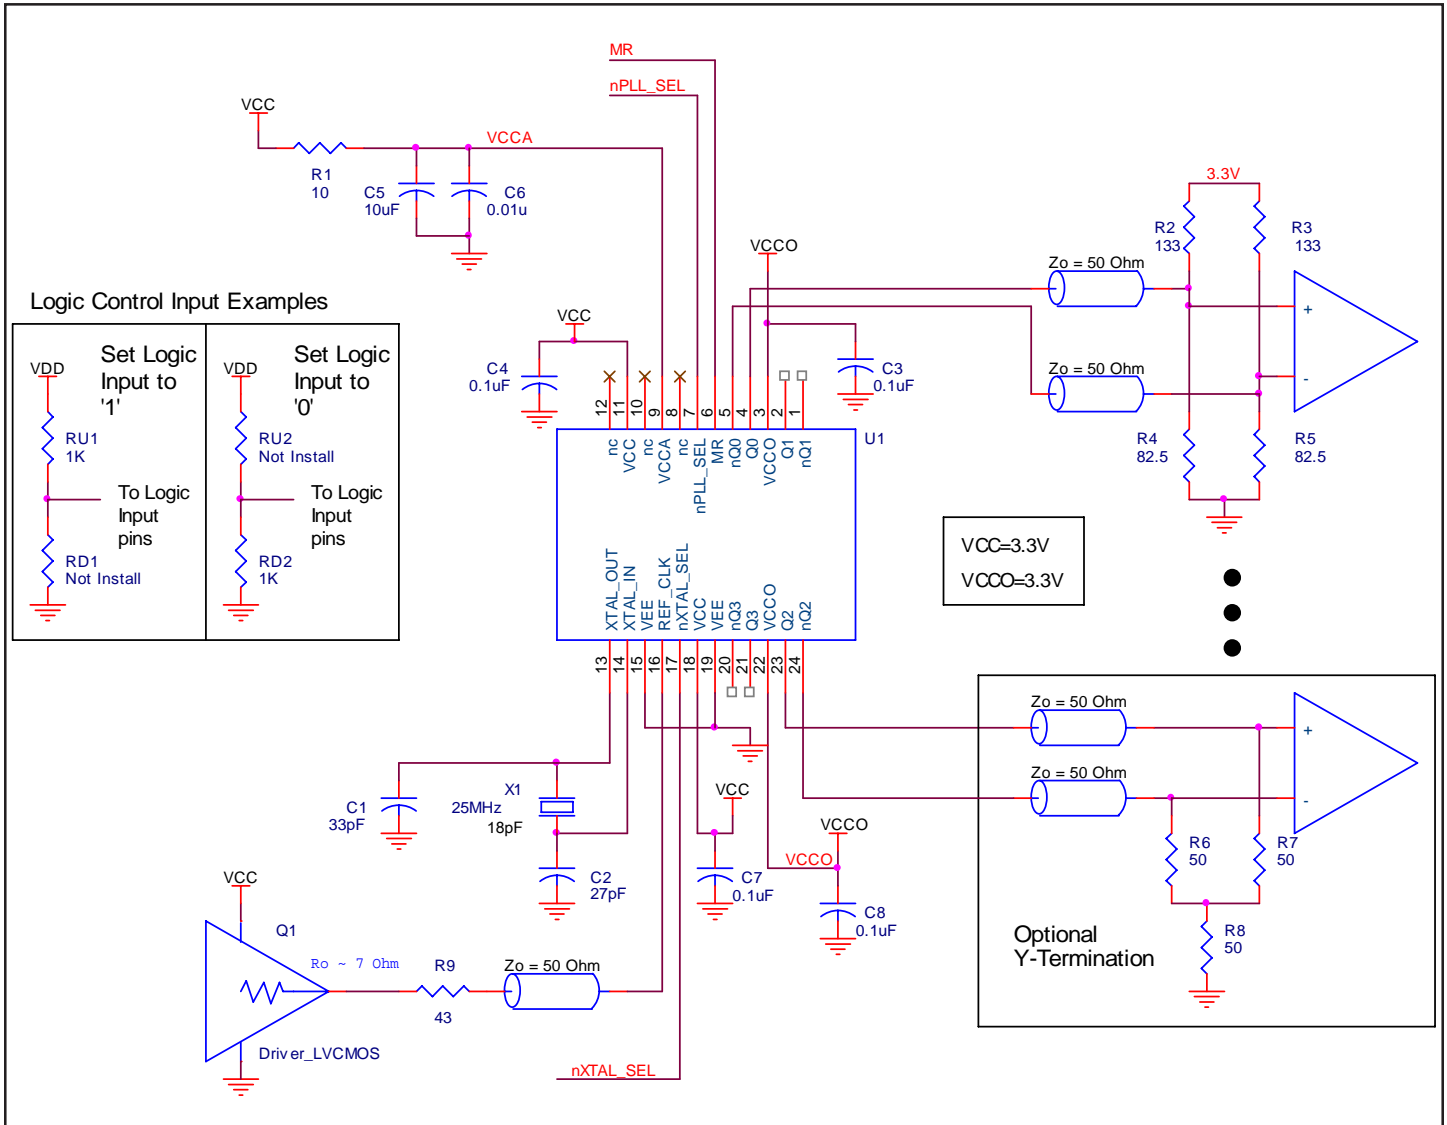 MR
nPLL_SEL
VCC
VCCA
R1
10
C5
10uF
C6
0.01u
3.3V
R2
133
R3
133
VCCO
Zo = 50 Ohm
+
Logic Control Input Examples
VCC
C4
0.1uF
C3
0.1uF
Zo = 50 Ohm
-
VDD
Set Logic
Input to
'1'
RU1
1K
To Logic
Input
pins
RD1
Not Install
VDD
Set Logic
Input to
'0'
RU2
Not Install
To Logic
Input
pins
RD2
1K
12
11
10
9
8
7
6
5
4
3
2
1
U1
nc
VCC
nc
VCCA
nc
nPLL_SEL
MR
nQ0
Q0
VCCO
Q1
nQ1
R4
82.5
R5
82.5
VCC=3.3V
VCCO=3.3V
XTAL_OUT
XTAL_IN
VEE
REF_CLK
nXTAL_SEL
VCC
VEE
nQ3
Q3
VCCO
Q2
nQ2
13
14
15
16
17
18
19
20
21
22
23
24
Zo = 50 Ohm
+
Zo = 50 Ohm
-
C1
33pF
X1
25MHz
18pF
VCC
VCCO
VCCO
R6
50
R7
50
C2
27pF
C7
0.1uF
C8
0.1uF
R8
50
Optional
Y-Termination
VCC
Q1
Ro ~ 7 Ohm
R9
43
Zo = 50 Ohm
Driver_LVCMOS
nXTAL_SEL